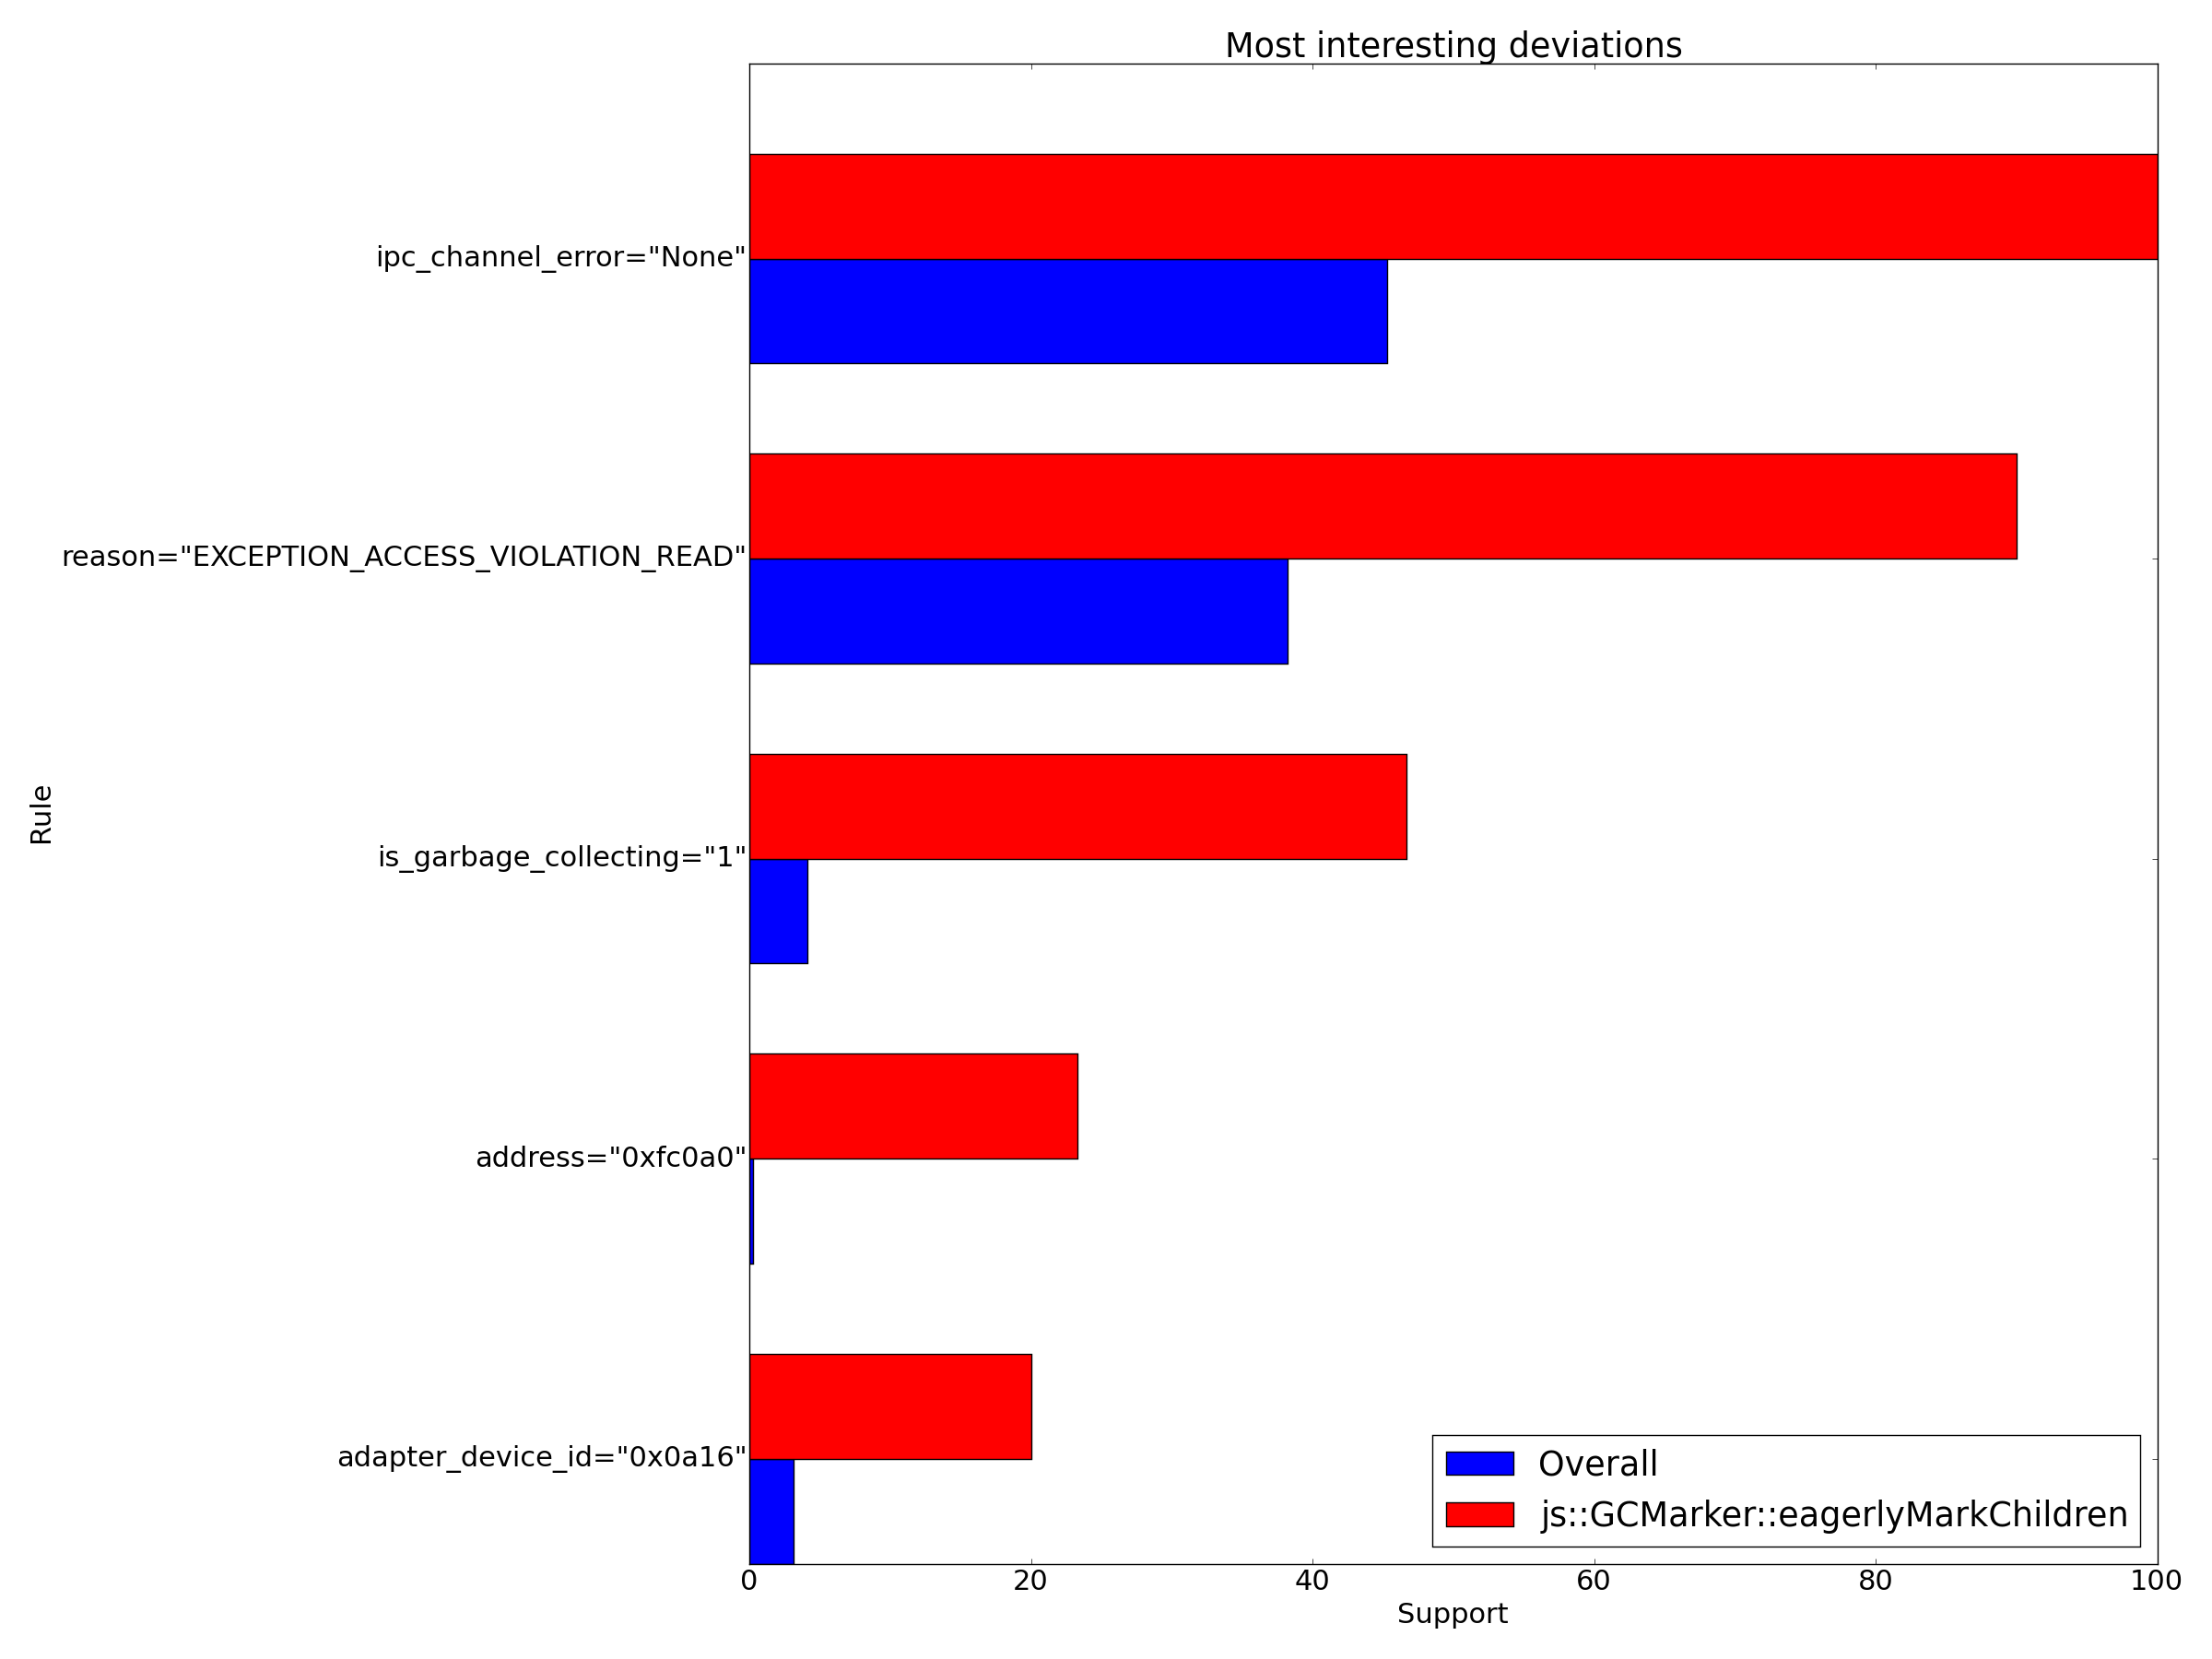 Most interesting deviations
ipc_channel_error="None"
reason="EXCEPTION_ACCESS_VIOLATION_READ"
is_garbage_collecting="1"
address="0xfc0a0"
adapter_device_id="0x0a16"
Rule
Overall
js::GCMarker::eagerlyMarkChildren
0 20 40 60 80 100
Support